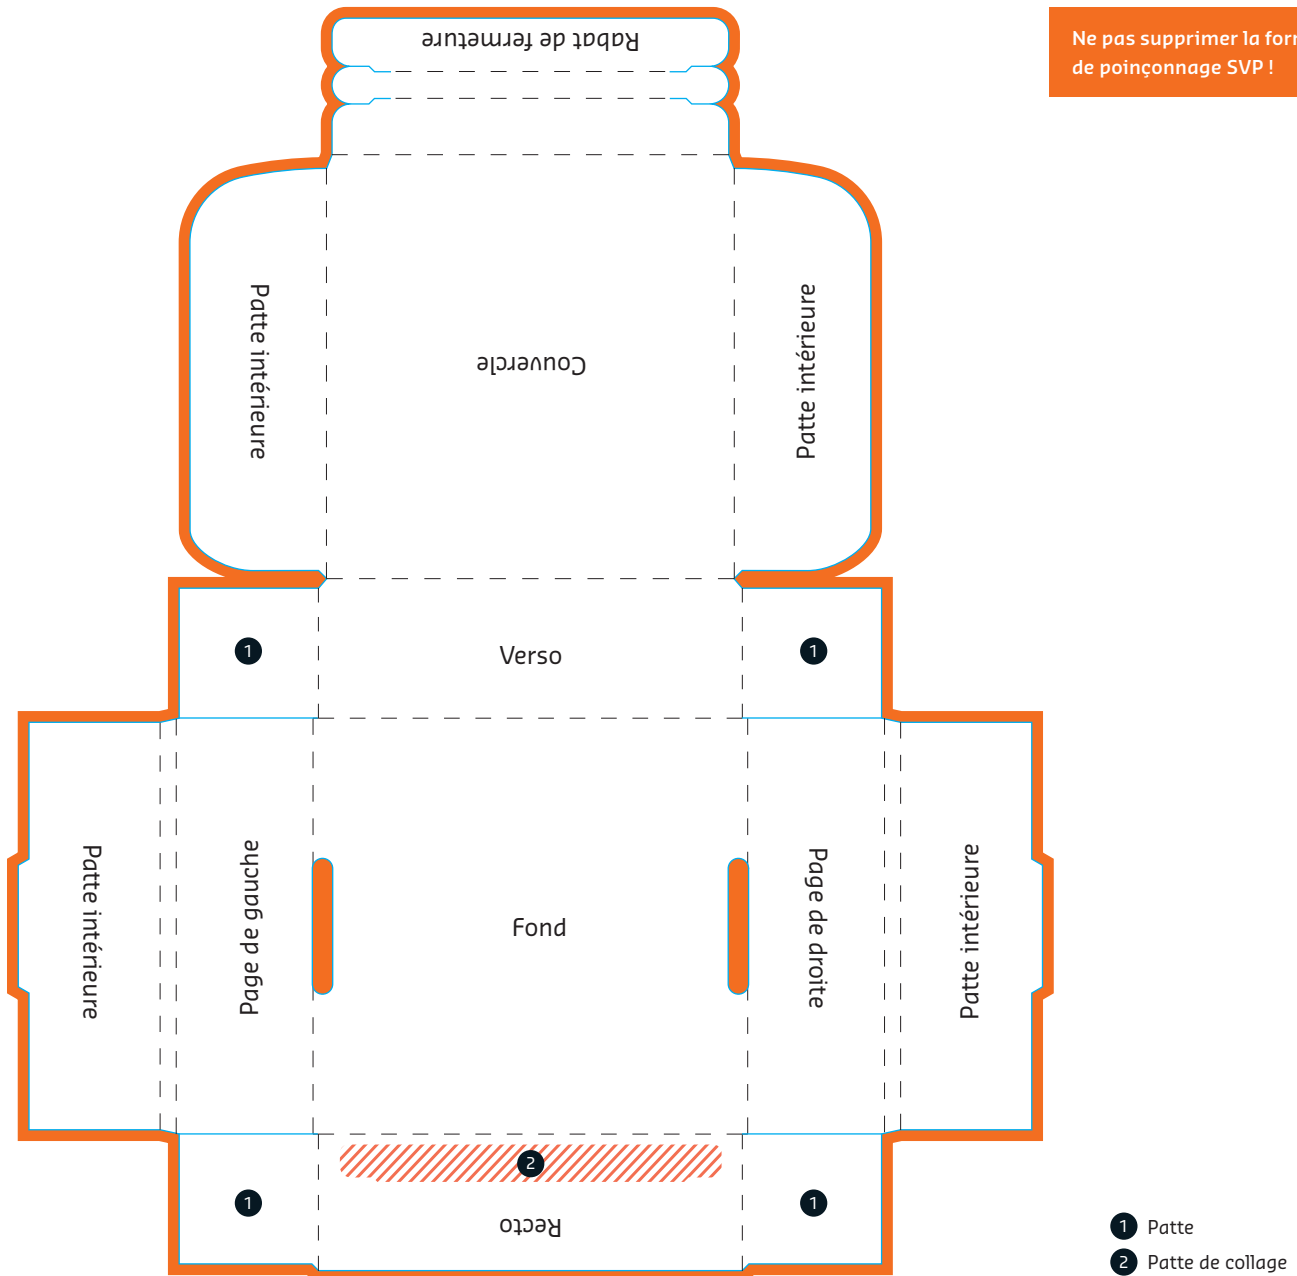 Rabat de fermeture
Ne pas supprimer la
de poinçonnage SVP !
Patte intérieure
Couvercle
Patte intérieure
1
Verso
1
Patte intérieure
Page de gauche
Fond
Page de droite
Patte intérieure
2
1
Recto
1
1 Patte
2 Patte de collage